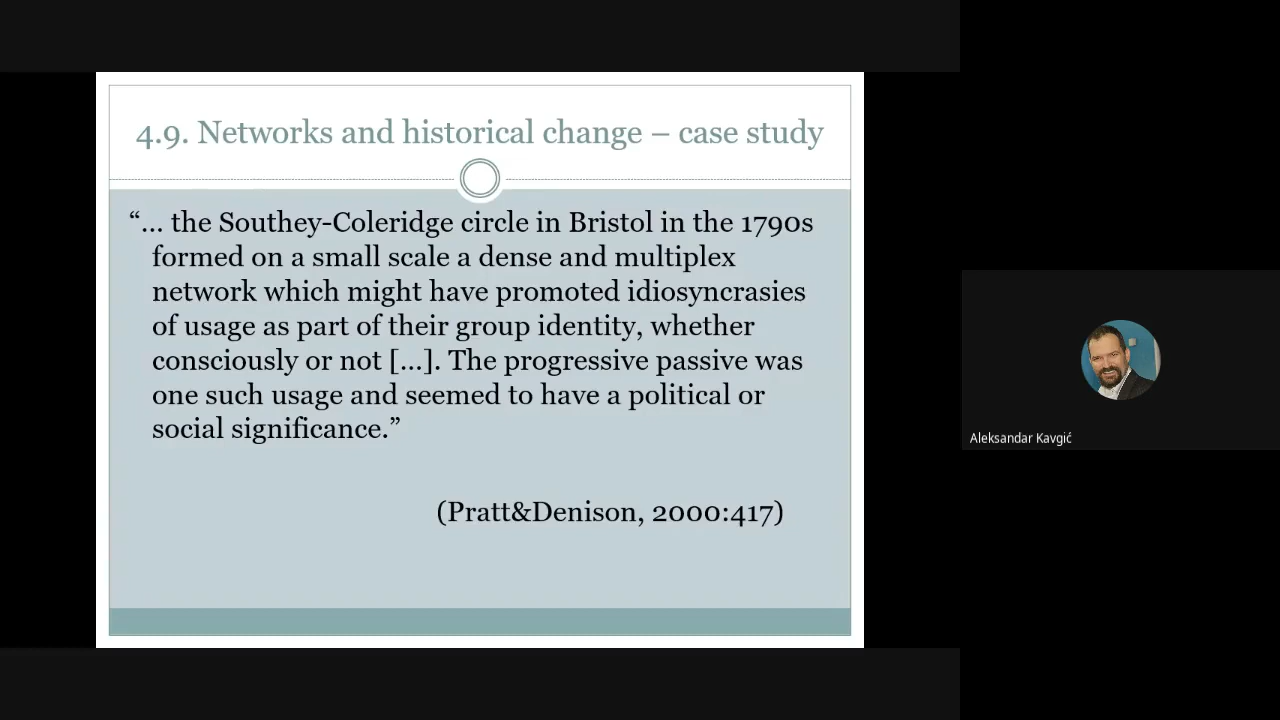 4.9. Networks and historical change – case study
“… the Southey-Coleridge circle in Bristol in the 1790s
formed on a small scale a dense and multiplex
network which might have promoted idiosyncrasies
of usage as part of their group identity, whether
consciously or not […]. The progressive passive was
one such usage and seemed to have a political or
social significance.”
(Pratt&Denison, 2000:417)
Aleksandar Kavgić